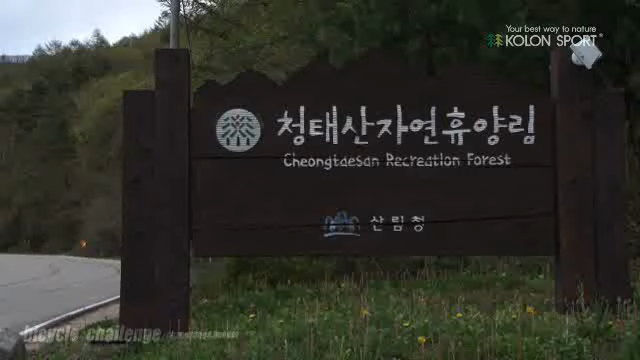 Your best way to nature
KOLON SPORT
청태산자연휴양림
Cheongtaesan Recreation Forest
산림청
bicycle challenge